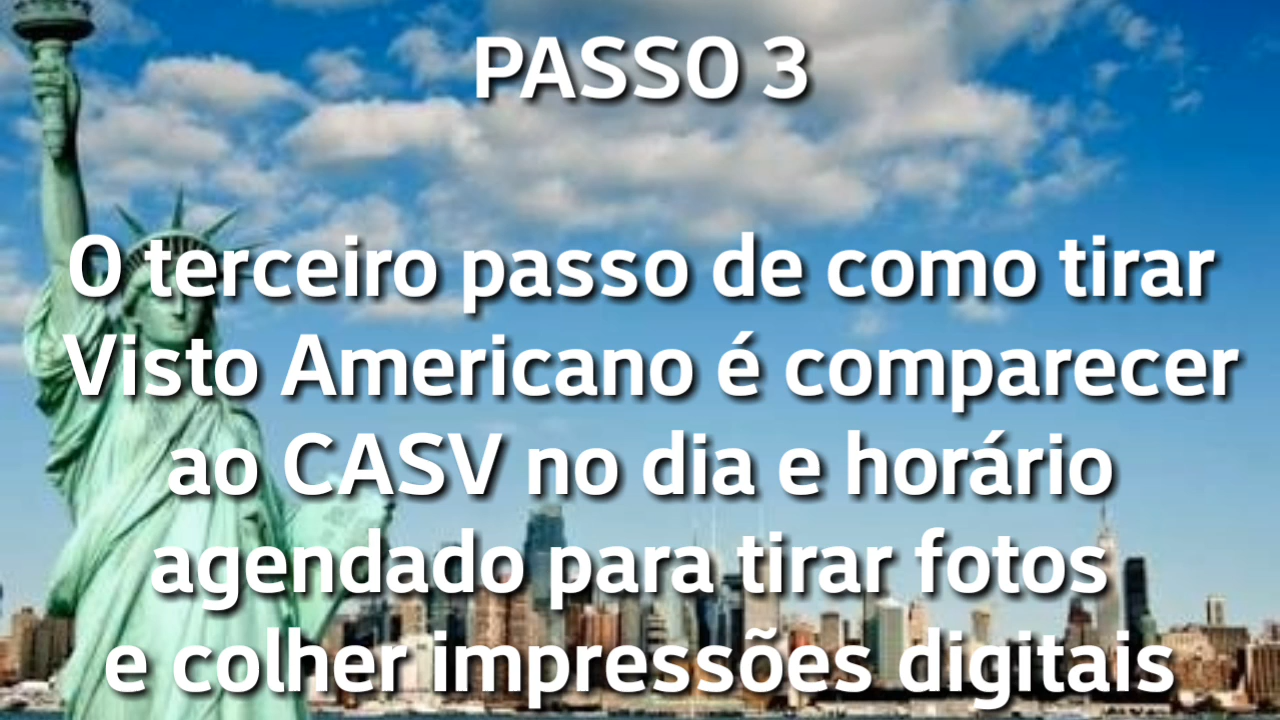 PASSO 3
O terceiro passo de como tirar
Visto Americano é comparecer
ao CASV no dia e horário
agendado para tirar fotos
e colher impressões digitais